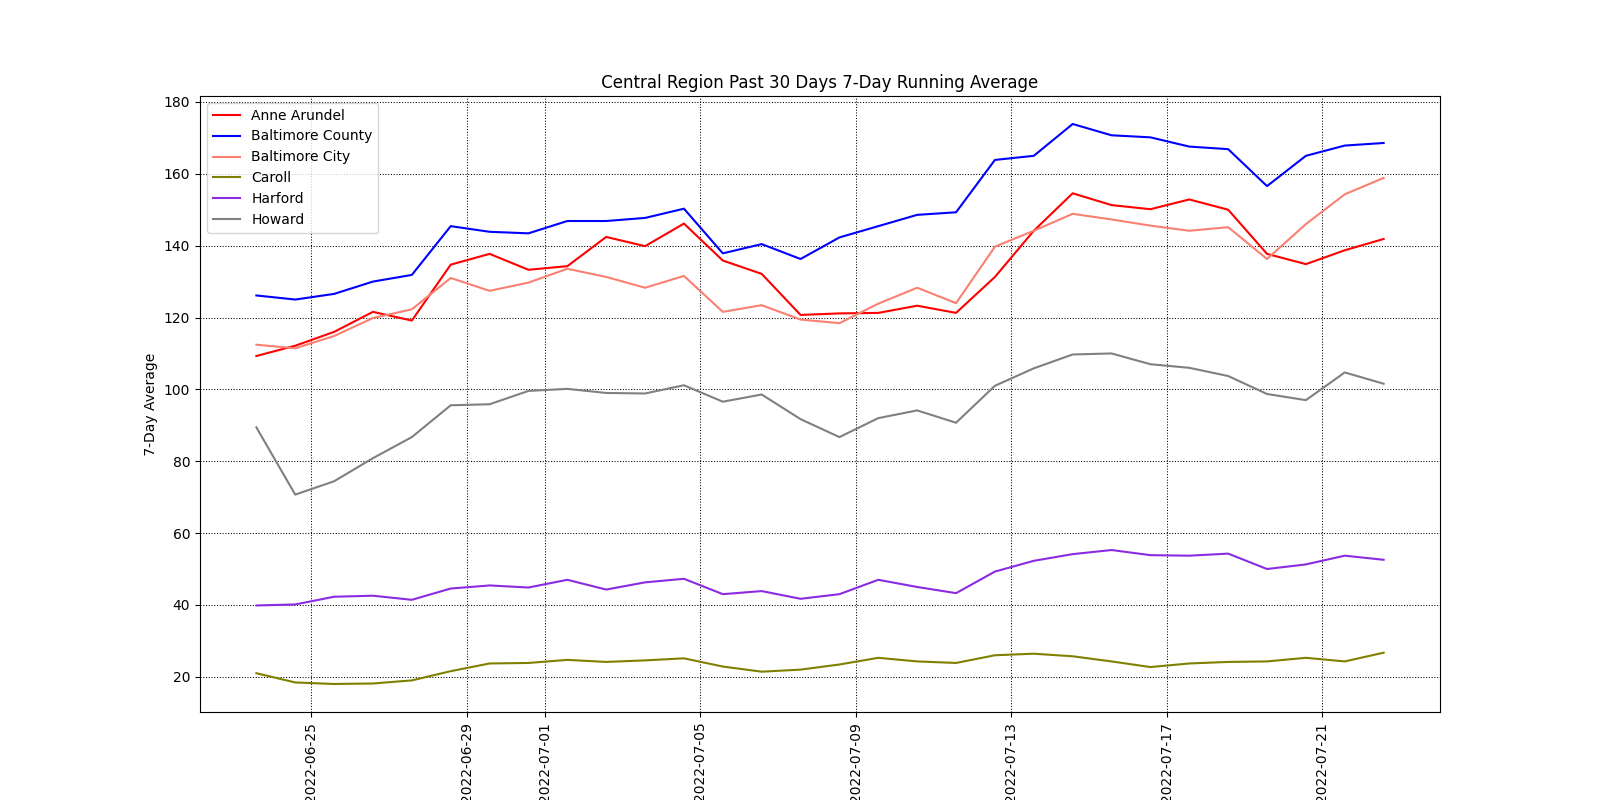 Central Region Past 30 Days 7-Day Running Average
Anne Arundel
Baltimore County
Baltimore City
Caroll
Harford
Howard
7-Day Average
180
160
140
120
100
80
60
40
20
2022-06-25
2022-06-29
2022-07-01
2022-07-05
2022-07-09
2022-07-13
2022-07-17
2022-07-21